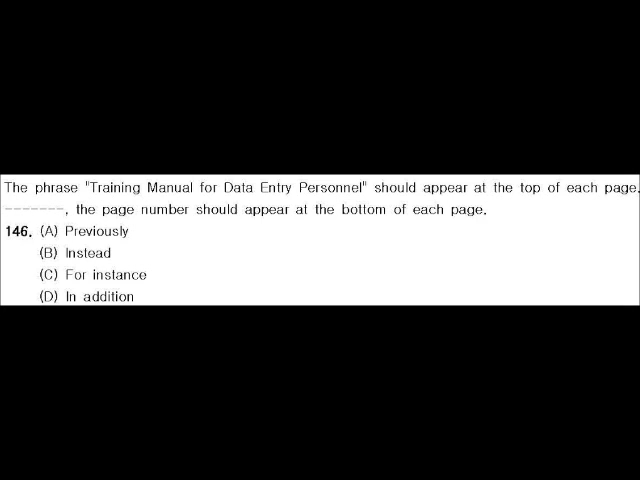 The phrase "Training Manual for Data Entry Personnel" should appear at the top of each page.
-------, the page number should appear at the bottom of each page.
146. (A) Previously
(B) Instead
(C) For instance
(D) In addition